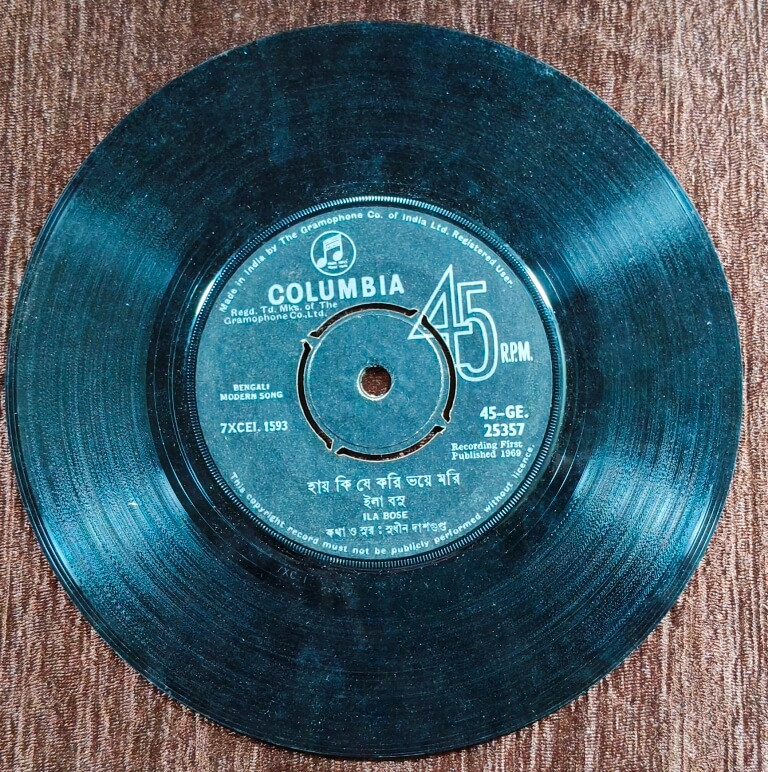 Made in India by The Gramophone Co. of India Ltd. Registered User.
COLUMBIA
Regd. Td. Mks. of The
Gramophone Co., Ltd.
45 R.P.M.
BENGALI
MODERN SONG
7XCEI. 1593
45-GE.
25357
Recording First
Published 1969
হায় কি যে করি ভয়ে মরি
ইলা বসু
ILA BOSE
কথা ও সুর : সুধীন দাশগুপ্ত
This copyright record must not be publicly performed without licence.